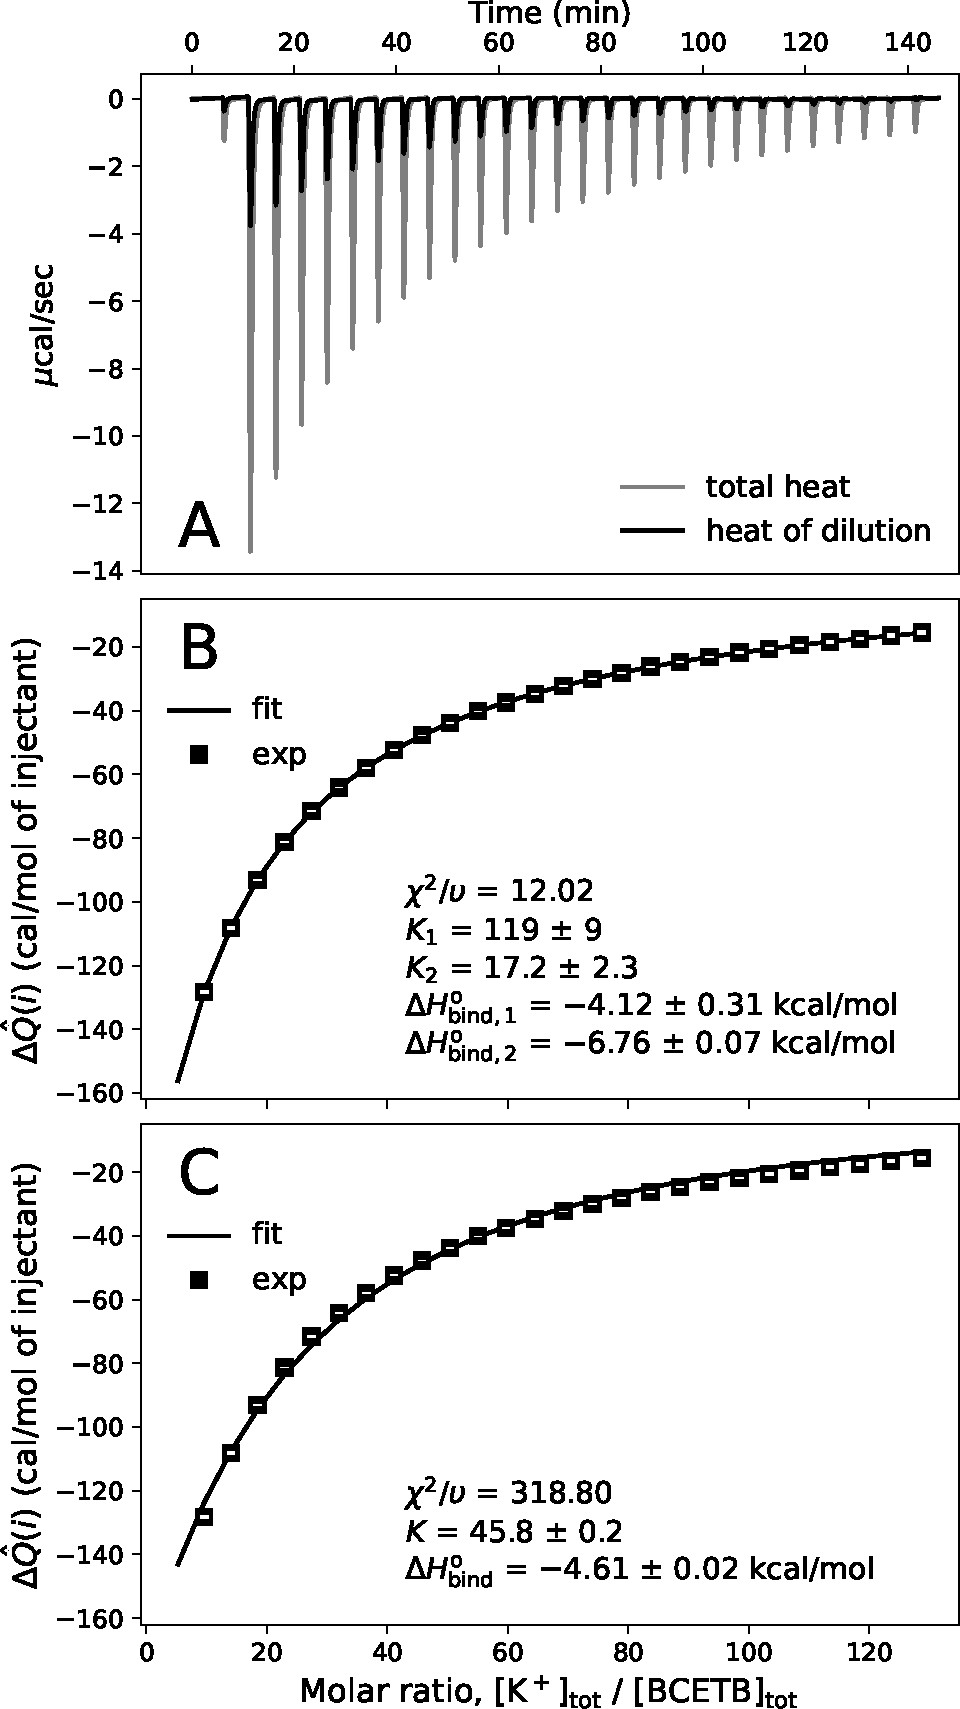 Time (min)
0 20 40 60 80 100 120 140
0
−2
−4
−6
−8
−10
−12
−14
μcal/sec
A
total heat
heat of dilution
−20
−40
−60
−80
−100
−120
−140
−160
ΔQ̂(i) (cal/mol of injectant)
B
fit
exp
χ²/υ = 12.02
K₁ = 119 ± 9
K₂ = 17.2 ± 2.3
ΔH°bind, 1 = −4.12 ± 0.31 kcal/mol
ΔH°bind, 2 = −6.76 ± 0.07 kcal/mol
−20
−40
−60
−80
−100
−120
−140
−160
ΔQ̂(i) (cal/mol of injectant)
C
fit
exp
χ²/υ = 318.80
K = 45.8 ± 0.2
ΔH°bind = −4.61 ± 0.02 kcal/mol
0 20 40 60 80 100 120
Molar ratio, [K⁺]tot / [BCETB]tot